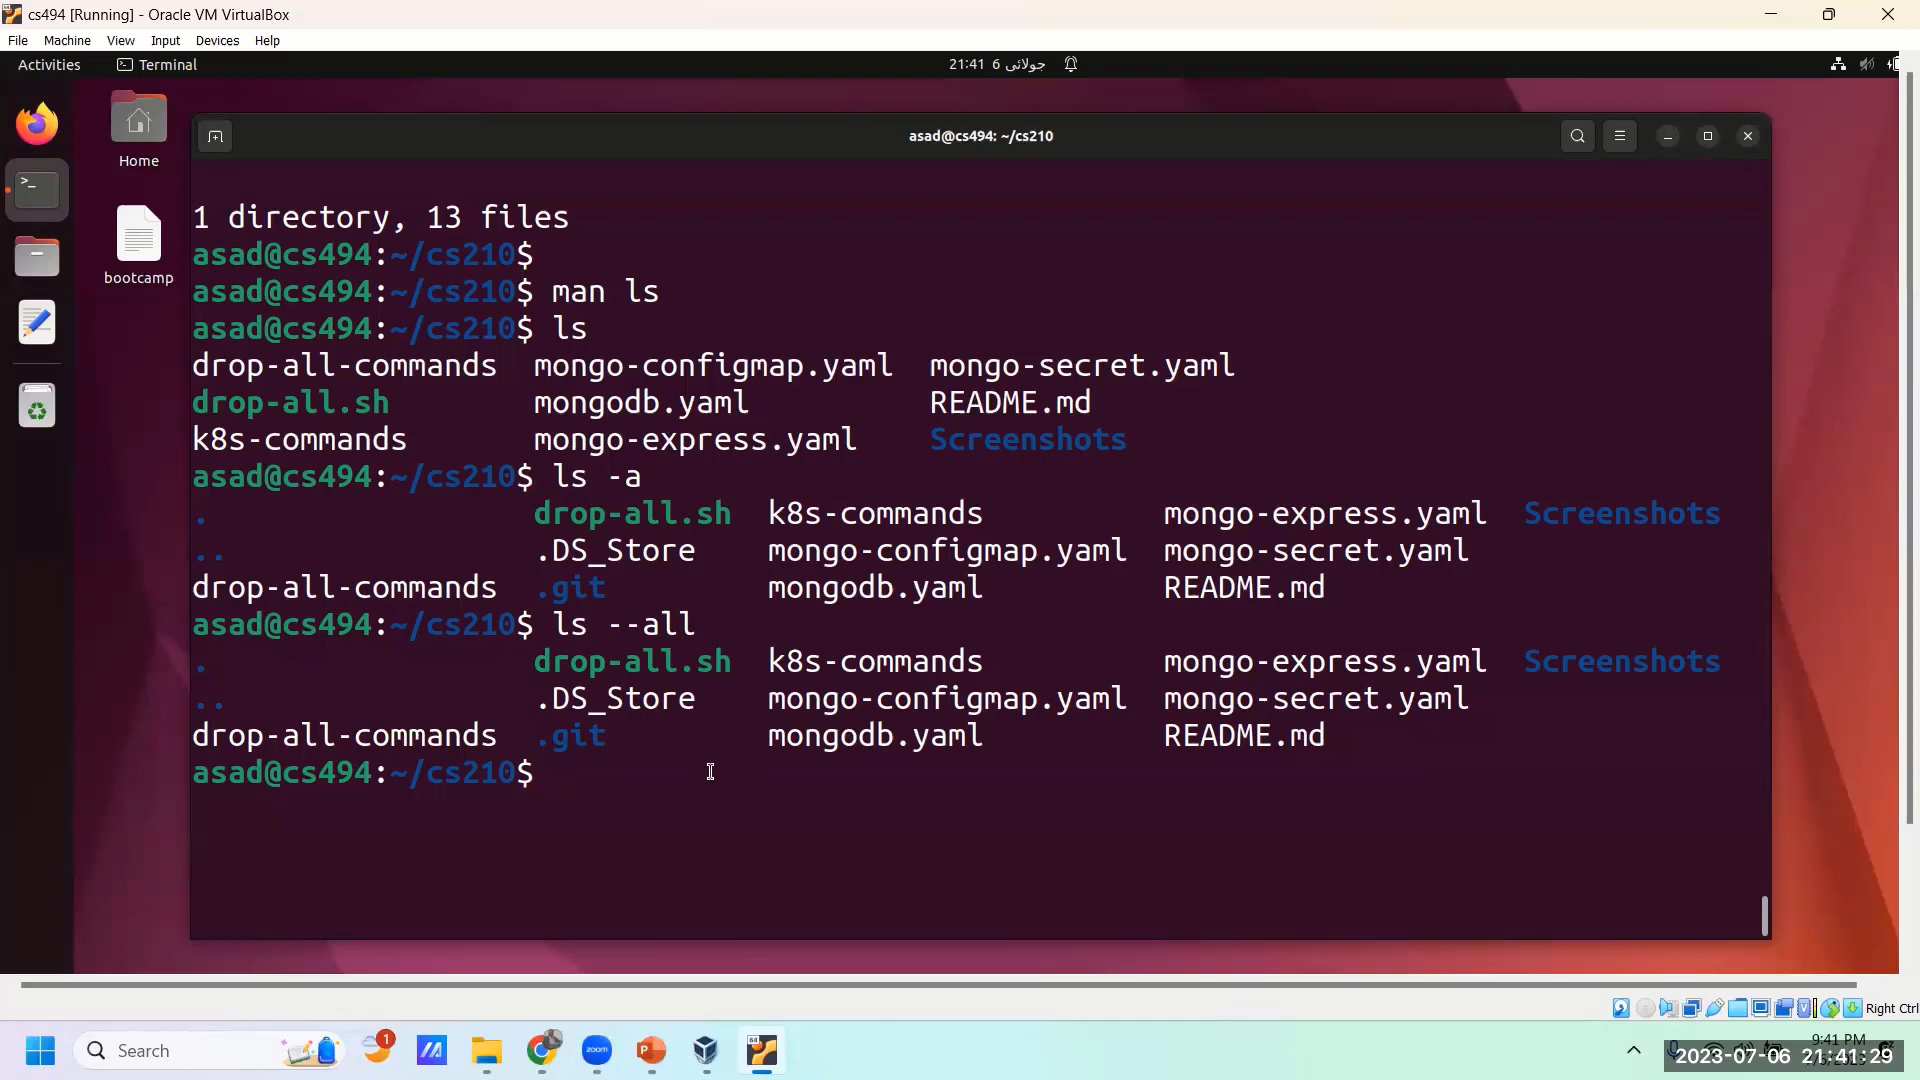 cs494 [Running] - Oracle VM VirtualBox
File Machine View Input Devices Help
Activities Terminal 21:41 6 جولائی
Home
bootcamp
asad@cs494: ~/cs210
1 directory, 13 files
asad@cs494:~/cs210$
asad@cs494:~/cs210$ man ls
asad@cs494:~/cs210$ ls
drop-all-commands mongo-configmap.yaml mongo-secret.yaml
drop-all.sh mongodb.yaml README.md
k8s-commands mongo-express.yaml Screenshots
asad@cs494:~/cs210$ ls -a
. drop-all.sh k8s-commands mongo-express.yaml Screenshots
.. .DS_Store mongo-configmap.yaml mongo-secret.yaml
drop-all-commands .git mongodb.yaml README.md
asad@cs494:~/cs210$ ls --all
. drop-all.sh k8s-commands mongo-express.yaml Screenshots
.. .DS_Store mongo-configmap.yaml mongo-secret.yaml
drop-all-commands .git mongodb.yaml README.md
asad@cs494:~/cs210$
Right Ctrl
Search 1 zoom 64 9:41 PM
2023-07-06 21:41:29